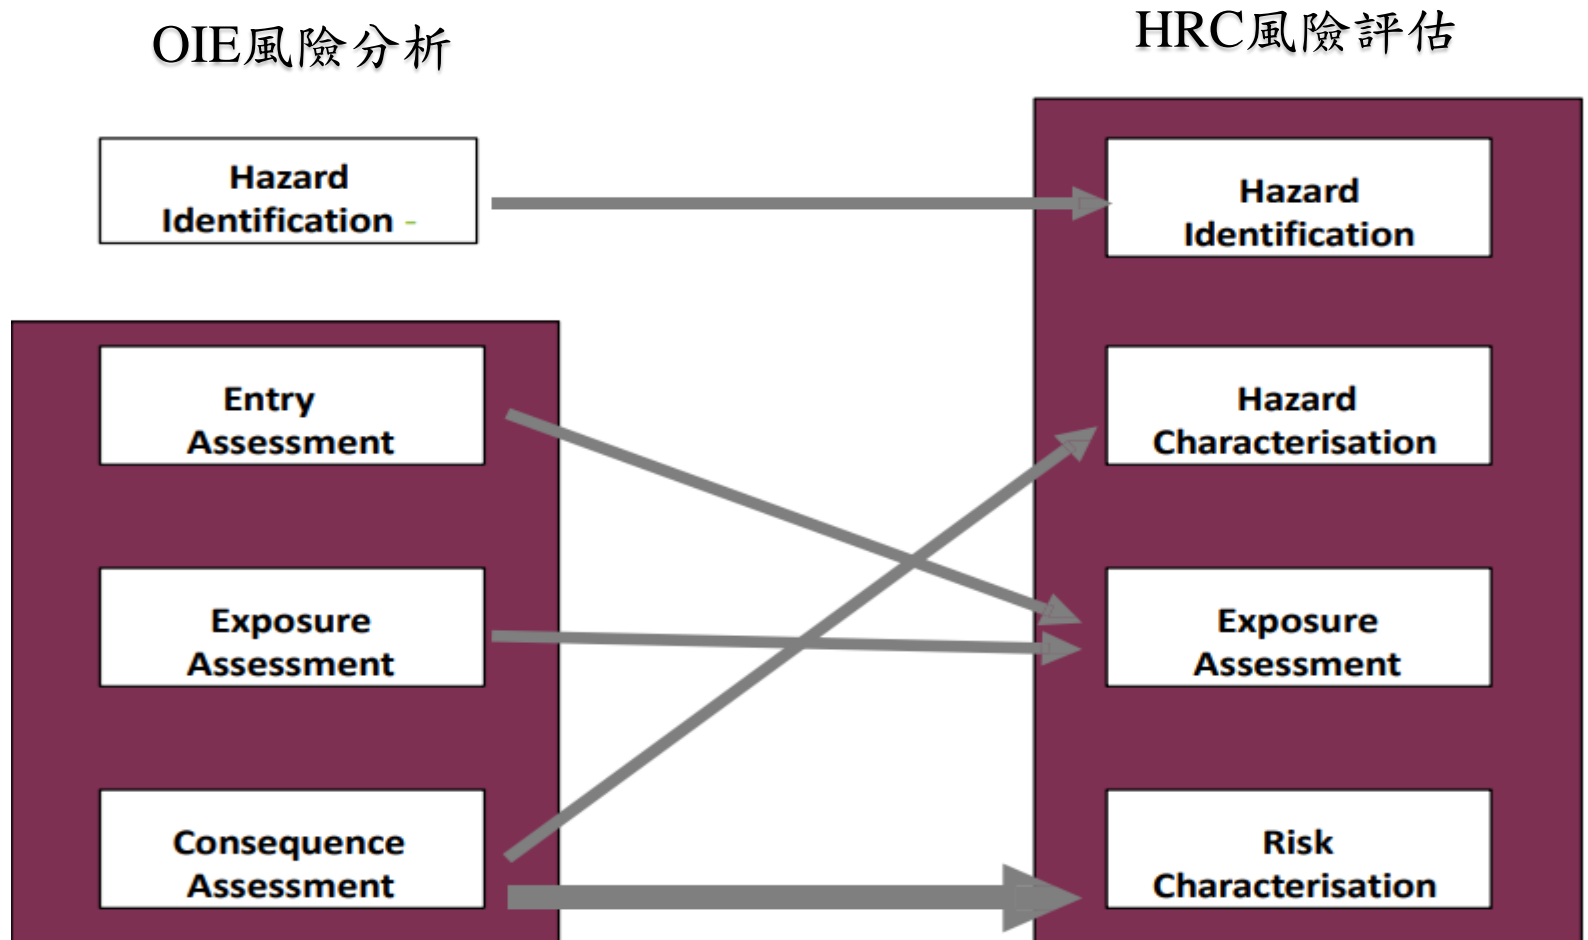 OIE風險分析
HRC風險評估
Hazard
Identification -
Hazard
Identification
Entry
Assessment
Hazard
Characterisation
Exposure
Assessment
Exposure
Assessment
Consequence
Assessment
Risk
Characterisation